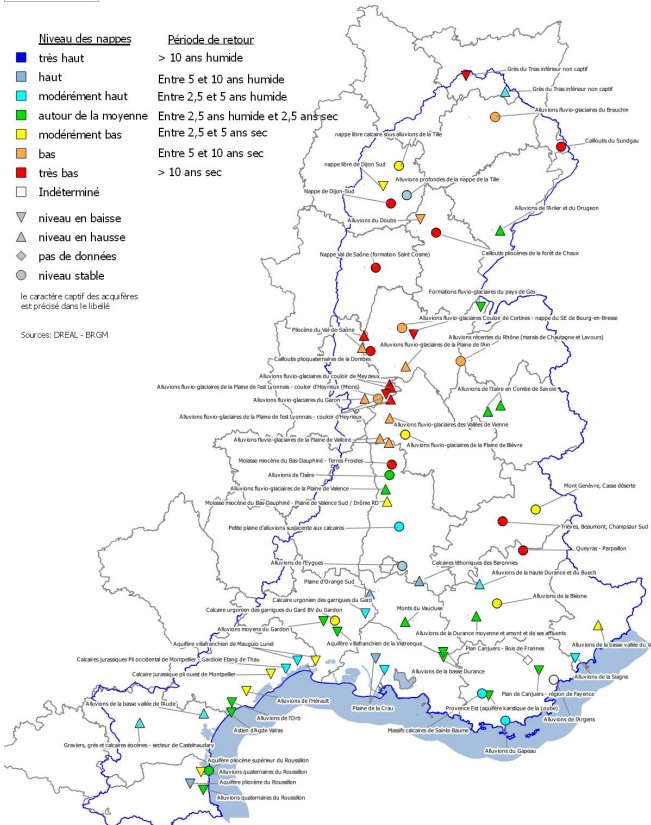 Niveau des nappes
Période de retour
très haut
> 10 ans humide
haut
Entre 5 et 10 ans humide
modérément haut
Entre 2,5 et 5 ans humide
autour de la moyenne
Entre 2,5 ans humide et 2,5 ans sec
modérément bas
Entre 2,5 et 5 ans sec
bas
Entre 5 et 10 ans sec
très bas
> 10 ans sec
Indéterminé
niveau en baisse
niveau en hausse
pas de données
niveau stable
le caractére captif des acquifères
est précisé dans le libellé
Sources: DREAL - BRGM
Grès du Trias inférieur non captif
Grès du Trias inférieur non captif
Alluvions fluvio-glaciaires du Breuchin
nappe libre calcaire sous alluvions de la Tille
Cailloutis du Sundgau
nappe libre de Dijon Sud
Alluvions profondes de la nappe de la Tille
Nappe de Dijon-Sud
Alluvions de l'Arlier et du Drugeon
Alluvions du Doubs
Cailloutis pliocènes de la forêt de Chaux
Nappe Val de Saône (formation Saint Cosme)
Formations fluvio-glaciaires du pays de Gex
Alluvions fluvio-glaciaires Couloir de Certines - nappe du SE de Bourg-en-Bresse
Pliocène du Val-de-Saône
Alluvions récentes du Rhône (marais de Chautagne et Lavours)
Alluvions fluvio-glaciaires de la Plaine de l'Ain
Cailloutis plioquaternaires de la Dombes
Alluvions fluvio-glaciaires du couloir de Meyzieux
Alluvions fluvio-glaciaires de la Plaine de l'est Lyonnais - couloir d'Heyrieux (Mions)
Alluvions de l'Isère en Combe de Savoie
Alluvions fluvio-glaciaires du Garon
Alluvions fluvio-glaciaires de la Plaine de l'est Lyonnais - couloir d'Heyrieux
Alluvions fluvio-glaciaires des Vallées de Vienne
Alluvions fluvio-glaciaires de la Plaine de Valloire
Alluvions fluvio-glaciaires de la Plaine de Bièvre
Molasse miocène du Bas-Dauphiné - Terres Froides
Alluvions de l'Isère
Alluvions fluvio-glaciaires de la Plaine de Valence
Mont Genèvre, Casse déserte
Molasse miocène du Bas-Dauphiné - Plaine de Valence Sud / Drôme RD
Petite plaine d'alluvions susjacente aux calcaires
Trièves, Beaumont, Champsaur Sud
Queyras - Parpaillon
Alluvions de l'Eygues
Calcaires tithoniques des Baronnies
Alluvions de la haute Durance et du Buech
Plaine d'Orange Sud
Calcaire urgonien des garrigues du Gard
Alluvions de la Bléone
Calcaire urgonien des garrigues du Gard BV du Gardon
Monts du Vaucluse
Alluvions moyens du Gardon
Alluvions de la Durance moyenne et amont et de ses affluents
Aquifère villafranchien de Mauguio Lunel
Aquifère villafranchien de la Vistrenque
Plan Canjuers - Bois de Frannes
Alluvions de la basse vallée du V
Calcaires jurassiques Pli occidental de Montpellier - Gardiole Etang de Thau
Alluvions de la basse Durance
Alluvions de la Siagne
Calcaire jurassique pli ouest de Montpellier
Plan de Canjuers - région de Fayence
Alluvions de l'Hérault
Alluvions de la basse vallée de l'Aude
Plaine de la Crau
Provence Est (aquifère karstique de la Loube)
Alluvions de l'Orb
Alluvions de l'Argens
Astien d'Agde Valras
Massifs calcaires de Sainte Baume
Graviers, grés et calcaires éocènes - secteur de Castelnaudary
Alluvions du Gapeau
Aquifère pliocène supérieur du Roussillon
Alluvions quaternaires du Roussillon
Aquifère pliocène du Roussillon
Alluvions quaternaires du Roussillon